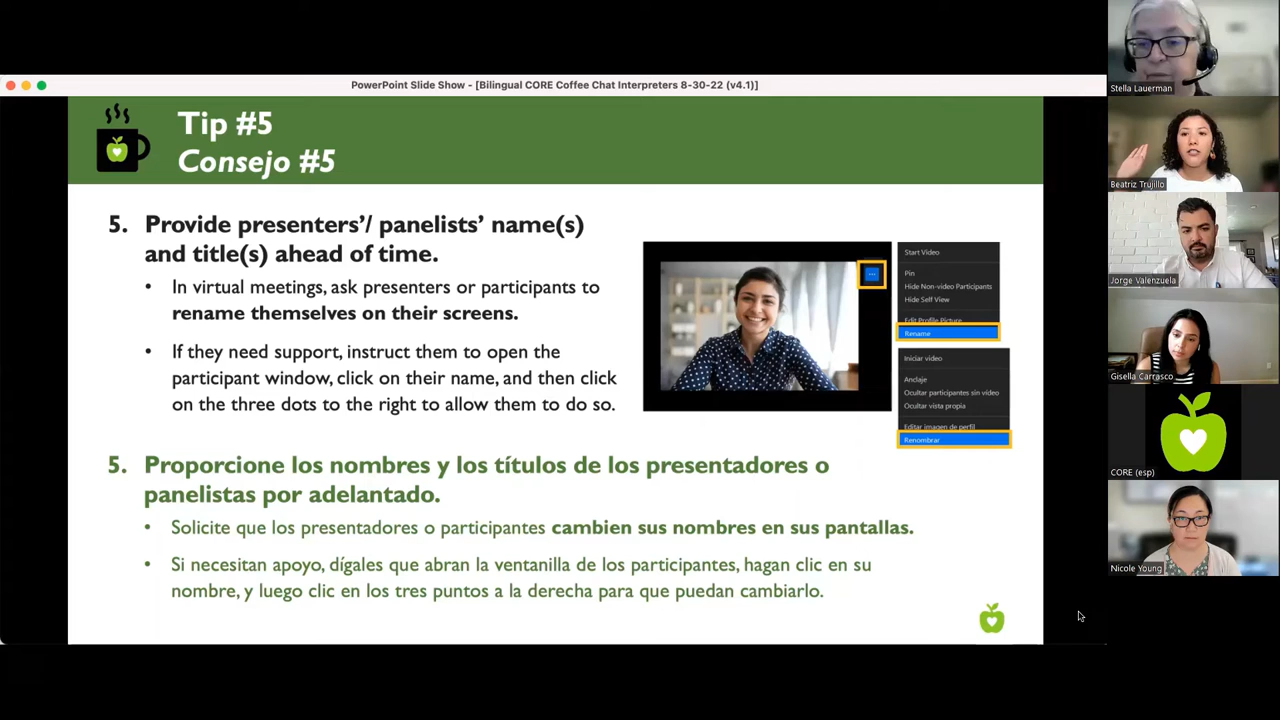 PowerPoint Slide Show - [Bilingual CORE Coffee Chat Interpreters 8-30-22 (v4.1)]
Tip #5
Consejo #5
5. Provide presenters'/ panelists' name(s)
and title(s) ahead of time.
• In virtual meetings, ask presenters or participants to
rename themselves on their screens.
• If they need support, instruct them to open the
participant window, click on their name, and then click
on the three dots to the right to allow them to do so.
...
Start Video
Pin
Hide Non-video Participants
Hide Self View
Edit Profile Picture
Rename
Iniciar video
Anclaje
Ocultar participantes sin vídeo
Ocultar vista propia
Editar imagen de perfil
Renombrar
5. Proporcione los nombres y los títulos de los presentadores o
panelistas por adelantado.
• Solicite que los presentadores o participantes cambien sus nombres en sus pantallas.
• Si necesitan apoyo, dígales que abran la ventanilla de los participantes, hagan clic en su
nombre, y luego clic en los tres puntos a la derecha para que puedan cambiarlo.
Stella Lauerman
Beatriz Trujillo
Jorge Valenzuela
Gisella Carrasco
CORE (esp)
Nicole Young